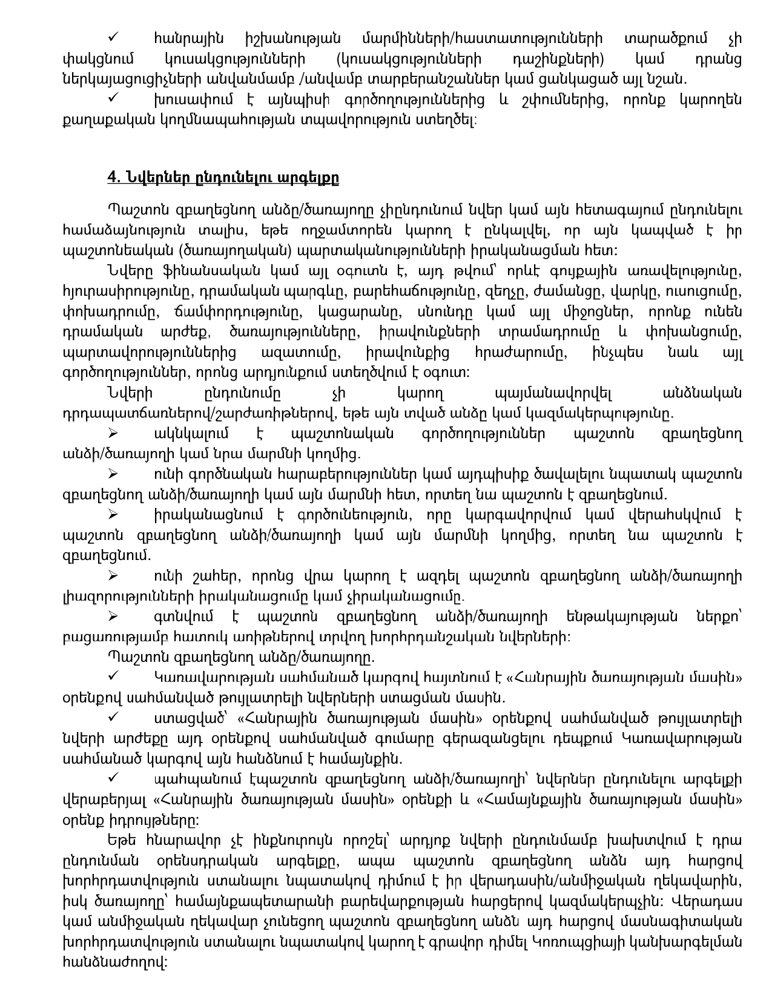 ✓ հանրային իշխանության մարմինների/հաստատությունների տարածքում չի
փակցնում կուսակցությունների (կուսակցությունների դաշինքների) կամ դրանց
ներկայացուցիչների անվանմամբ /անվամբ տարբերանշաններ կամ ցանկացած այլ նշան.
✓ խուսափում է այնպիսի գործողություններից և շփումներից, որոնք կարողեն
քաղաքական կողմնապահության տպավորություն ստեղծել:
4. Նվերներ ընդունելու արգելքը
Պաշտոն զբաղեցնող անձը/ծառայողը չիընդունում նվեր կամ այն հետագայում ընդունելու
համաձայնություն տալիս, եթե ողջամտորեն կարող է ընկալվել, որ այն կապված է իր
պաշտոնեական (ծառայողական) պարտականությունների իրականացման հետ:
Նվերը ֆինանսական կամ այլ օգուտն է, այդ թվում՝ որևէ գույքային առավելությունը,
հյուրասիրությունը, դրամական պարգևը, բարեհաճությունը, զեղչը, ժամանցը, վարկը, ուսուցումը,
փոխադրումը, ճամփորդությունը, կացարանը, սնունդը կամ այլ միջոցներ, որոնք ունեն
դրամական արժեք, ծառայությունները, իրավունքների տրամադրումը և փոխանցումը,
պարտավորություններից ազատումը, իրավունքից հրաժարումը, ինչպես նաև այլ
գործողություններ, որոնց արդյունքում ստեղծվում է օգուտ:
Նվերի ընդունումը չի կարող պայմանավորվել անձնական
դրդապատճառներով/շարժառիթներով, եթե այն տված անձը կամ կազմակերպությունը.
➢ ակնկալում է պաշտոնական գործողություններ պաշտոն զբաղեցնող
անձի/ծառայողի կամ նրա մարմնի կողմից.
➢ ունի գործնական հարաբերություններ կամ այդպիսիք ծավալելու նպատակ պաշտոն
զբաղեցնող անձի/ծառայողի կամ այն մարմնի հետ, որտեղ նա պաշտոն է զբաղեցնում.
➢ իրականացնում է գործունեություն, որը կարգավորվում կամ վերահսկվում է
պաշտոն զբաղեցնող անձի/ծառայողի կամ այն մարմնի կողմից, որտեղ նա պաշտոն է
զբաղեցնում.
➢ ունի շահեր, որոնց վրա կարող է ազդել պաշտոն զբաղեցնող անձի/ծառայողի
լիազորությունների իրականացումը կամ չիրականացումը.
➢ գտնվում է պաշտոն զբաղեցնող անձի/ծառայողի ենթակայության ներքո՝
բացառությամբ հատուկ առիթներով տրվող խորհրդանշական նվերների:
Պաշտոն զբաղեցնող անձը/ծառայողը.
✓ Կառավարության սահմանած կարգով հայտնում է «Հանրային ծառայության մասին»
օրենքով սահմանված թույլատրելի նվերների ստացման մասին.
✓ ստացված՝ «Հանրային ծառայության մասին» օրենքով սահմանված թույլատրելի
նվերի արժեքը այդ օրենքով սահմանված գումարը գերազանցելու դեպքում Կառավարության
սահմանած կարգով այն հանձնում է համայնքին.
✓ պահպանում էպաշտոն զբաղեցնող անձի/ծառայողի՝ նվերներ ընդունելու արգելքի
վերաբերյալ «Հանրային ծառայության մասին» օրենքի և «Համայնքային ծառայության մասին»
օրենք իդրույթները:
Եթե հնարավոր չէ ինքնուրույն որոշել՝ արդյոք նվերի ընդունմամբ խախտվում է դրա
ընդունման օրենսդրական արգելքը, ապա պաշտոն զբաղեցնող անձն այդ հարցով
խորհրդատվություն ստանալու նպատակով դիմում է իր վերադասին/անմիջական ղեկավարին,
իսկ ծառայողը՝ համայնքապետարանի բարեվարքության հարցերով կազմակերպչին: Վերադաս
կամ անմիջական ղեկավար չունեցող պաշտոն զբաղեցնող անձն այդ հարցով մասնագիտական
խորհրդատվություն ստանալու նպատակով կարող է գրավոր դիմել Կոռուպցիայի կանխարգելման
հանձնաժողով: